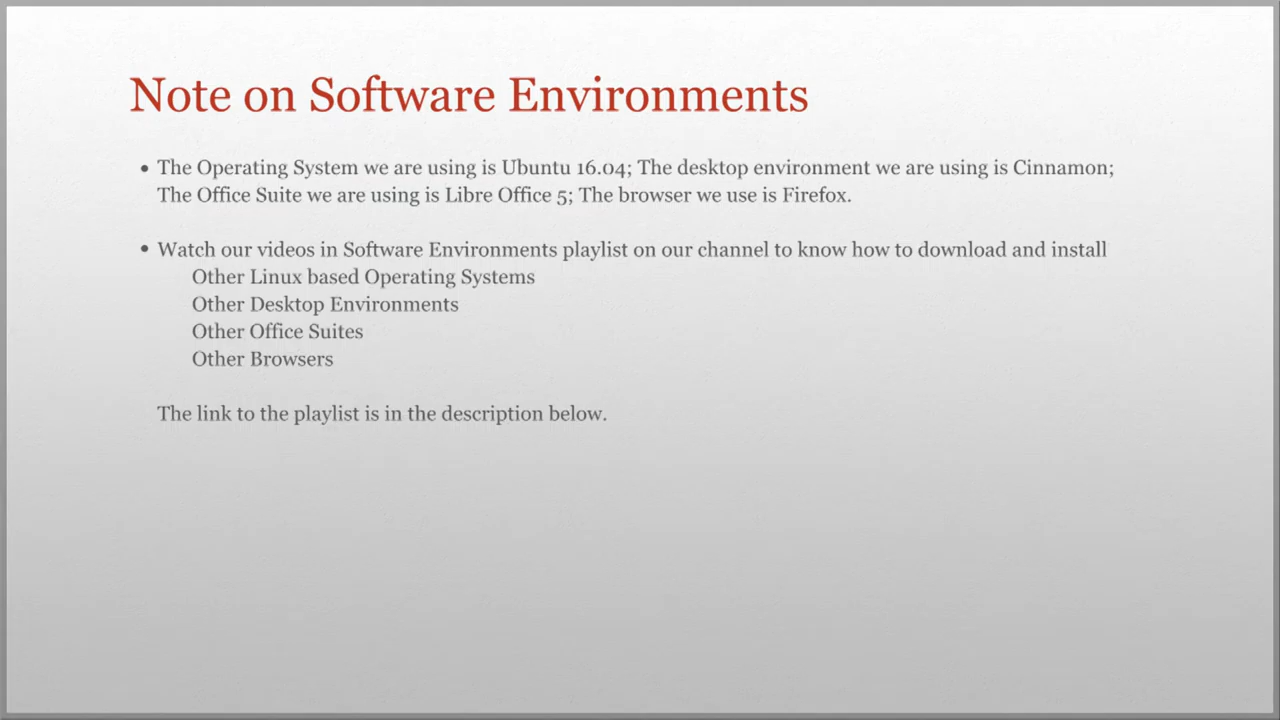 Note on Software Environments
• The Operating System we are using is Ubuntu 16.04; The desktop environment we are using is Cinnamon;
The Office Suite we are using is Libre Office 5; The browser we use is Firefox.
• Watch our videos in Software Environments playlist on our channel to know how to download and install
Other Linux based Operating Systems
Other Desktop Environments
Other Office Suites
Other Browsers
The link to the playlist is in the description below.